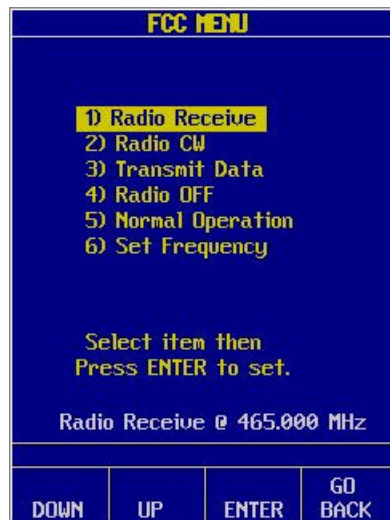 FCC MENU
1) Radio Receive
2) Radio CW
3) Transmit Data
4) Radio OFF
5) Normal Operation
6) Set Frequency
Select item then
Press ENTER to set.
Radio Receive @ 465.000 MHz
DOWN
UP
ENTER
GO
BACK